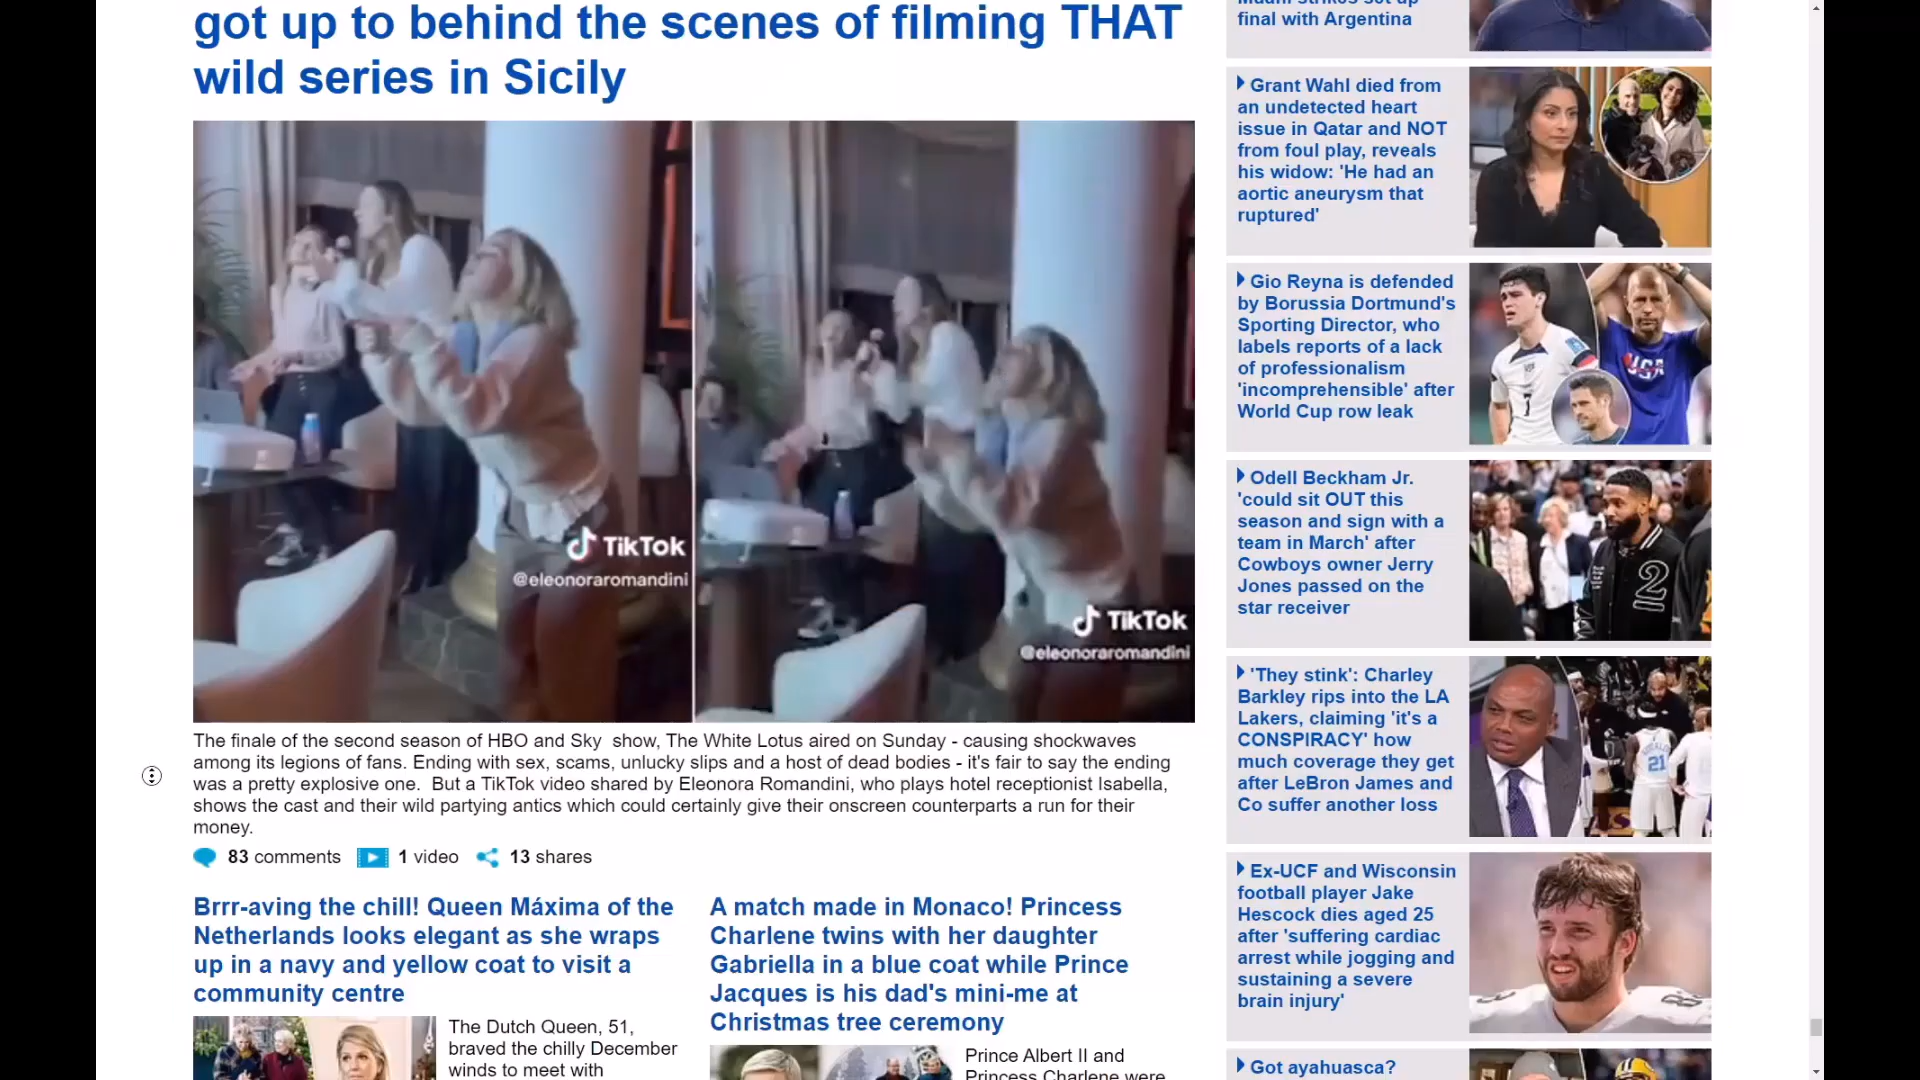 got up to behind the scenes of filming THAT
wild series in Sicily
TikTok
@eleonoraromandini
TikTok
@eleonoraromandini
The finale of the second season of HBO and Sky show, The White Lotus aired on Sunday - causing shockwaves
among its legions of fans. Ending with sex, scams, unlucky slips and a host of dead bodies - it's fair to say the ending
was a pretty explosive one. But a TikTok video shared by Eleonora Romandini, who plays hotel receptionist Isabella,
shows the cast and their wild partying antics which could certainly give their onscreen counterparts a run for their
money.
83 comments 1 video 13 shares
Brrr-aving the chill! Queen Máxima of the
Netherlands looks elegant as she wraps
up in a navy and yellow coat to visit a
community centre
The Dutch Queen, 51,
braved the chilly December
winds to meet with
A match made in Monaco! Princess
Charlene twins with her daughter
Gabriella in a blue coat while Prince
Jacques is his dad's mini-me at
Christmas tree ceremony
Prince Albert II and
Princess Charlene were
final with Argentina
Grant Wahl died from
an undetected heart
issue in Qatar and NOT
from foul play, reveals
his widow: 'He had an
aortic aneurysm that
ruptured'
Gio Reyna is defended
by Borussia Dortmund's
Sporting Director, who
labels reports of a lack
of professionalism
'incomprehensible' after
World Cup row leak
7
USA
Odell Beckham Jr.
'could sit OUT this
season and sign with a
team in March' after
Cowboys owner Jerry
Jones passed on the
star receiver
2
'They stink': Charley
Barkley rips into the LA
Lakers, claiming 'it's a
CONSPIRACY' how
much coverage they get
after LeBron James and
Co suffer another loss
21
Ex-UCF and Wisconsin
football player Jake
Hescock dies aged 25
after 'suffering cardiac
arrest while jogging and
sustaining a severe
brain injury'
Got ayahuasca?